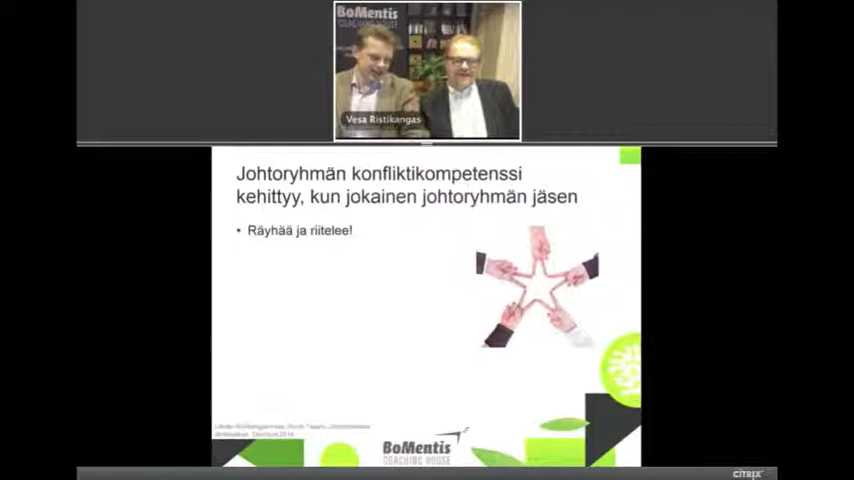 BoMentis
COACHING HOUSE
Vesa Ristikangas
Johtoryhmän konfliktikompetenssi
kehittyy, kun jokainen johtoryhmän jäsen
• Räyhää ja riitelee!
BoMentis
COACHING HOUSE
CITRIX